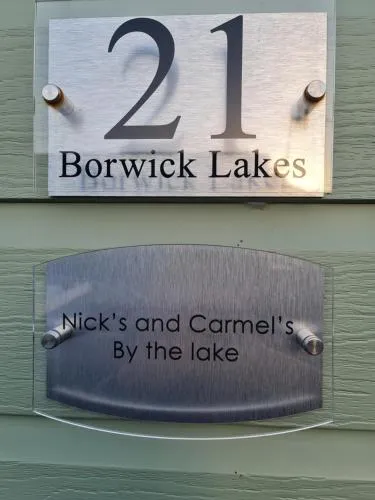 21
Borwick Lakes
Nick's and Carmel's
By the lake